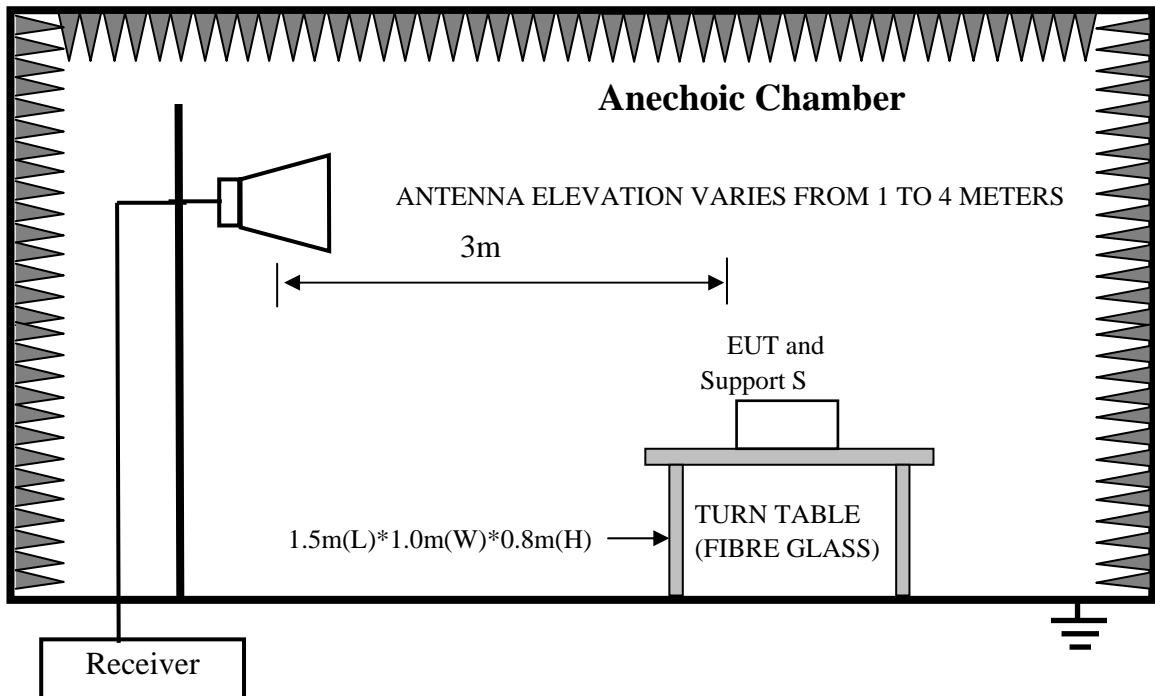 Anechoic Chamber
ANTENNA ELEVATION VARIES FROM 1 TO 4 METERS
3m
EUT and
Support S
1.5m(L)*1.0m(W)*0.8m(H)
TURN TABLE
(FIBRE GLASS)
Receiver